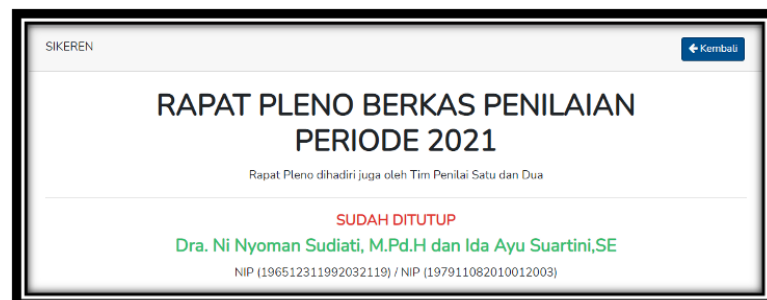 SIKEREN
Kembali
RAPAT PLENO BERKAS PENILAIAN
PERIODE 2021
Rapat Pleno dihadiri juga oleh Tim Penilai Satu dan Dua
SUDAH DITUTUP
Dra. Ni Nyoman Sudiati, M.Pd.H dan Ida Ayu Suartini,SE
NIP (196512311992032119) / NIP (197911082010012003)